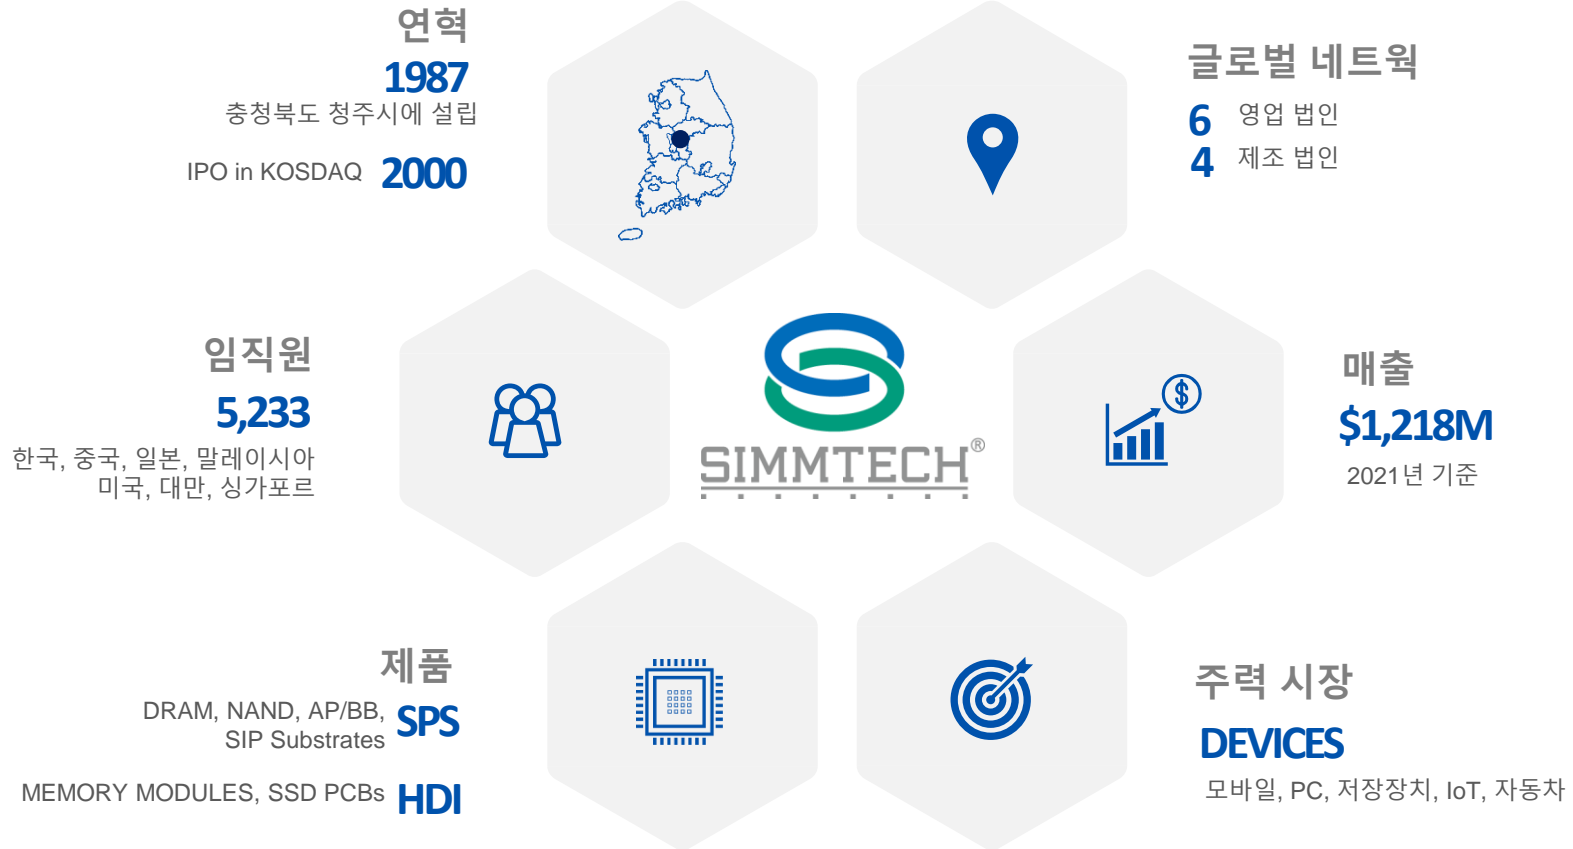 연혁
1987
충청북도 청주시에 설립
IPO in KOSDAQ 2000
글로벌 네트웍
6 영업 법인
4 제조 법인
임직원
5,233
한국, 중국, 일본, 말레이시아
미국, 대만, 싱가포르
SIMMTECH®
매출
$1,218M
2021년 기준
제품
DRAM, NAND, AP/BB, SPS
SIP Substrates
MEMORY MODULES, SSD PCBs HDI
주력 시장
DEVICES
모바일, PC, 저장장치, IoT, 자동차